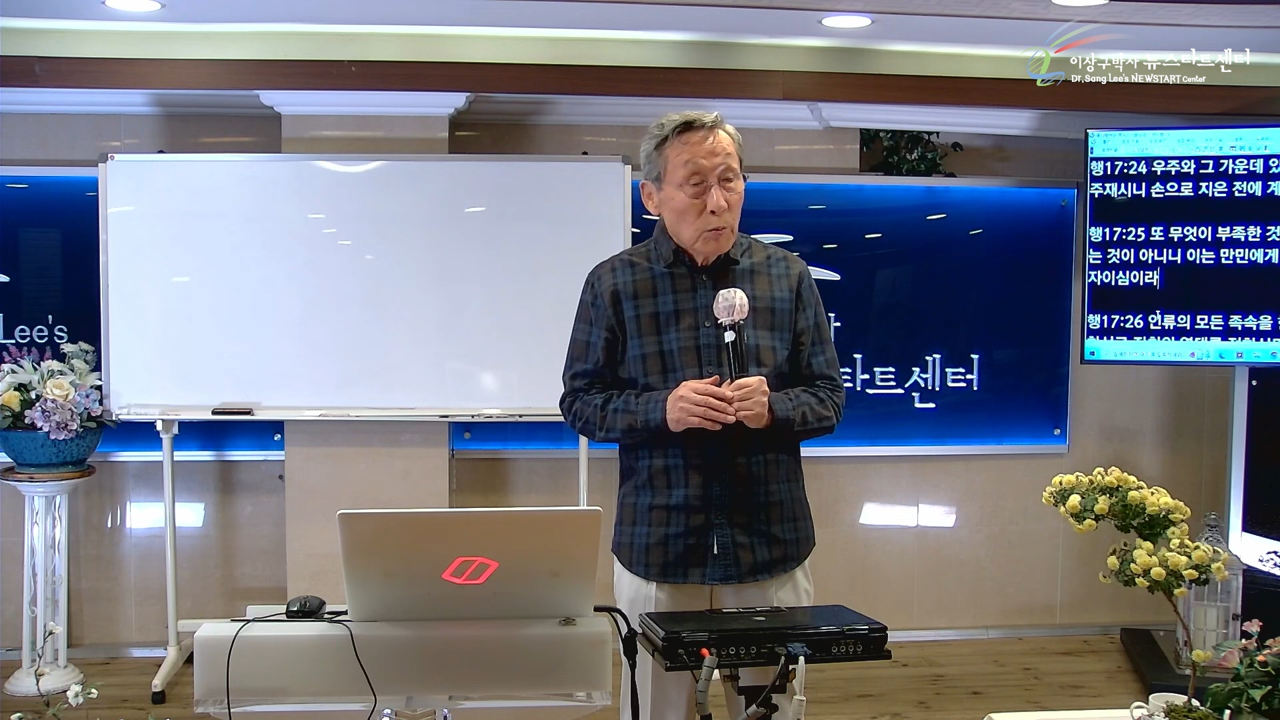 이상구박사 뉴스타트센터
Dr. Sang Lee's NEWSTART Center
행17:24 우주와 그 가운데 있
주재시니 손으로 지은 전에 계
행17:25 또 무엇이 부족한 것
는 것이 아니니 이는 만민에게
자이심이라
행17:26 인류의 모든 족속을
Lee's
타트센터